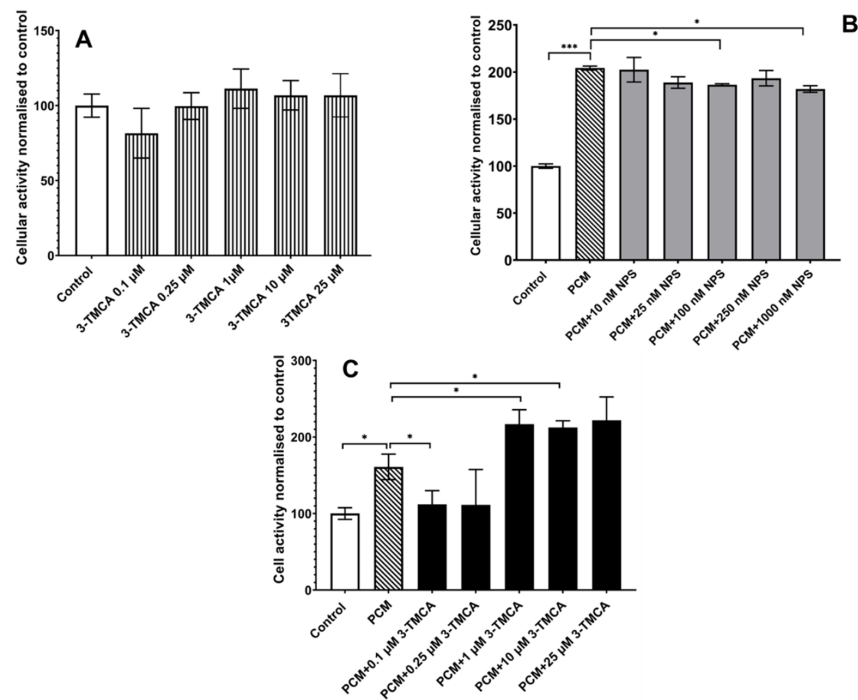 A
Cellular activity normalised to control
150
100
50
0
Control
3-TMCA 0.1 µM
3-TMCA 0.25 µM
3-TMCA 1µM
3-TMCA 10 µM
3TMCA 25 µM
B
Cellular activity normalised to control
250
200
150
100
50
0
***
*
*
Control
PCM
PCM+10 nM NPS
PCM+25 nM NPS
PCM+100 nM NPS
PCM+250 nM NPS
PCM+1000 nM NPS
C
Cell activity normalised to control
300
200
100
0
*
*
*
*
Control
PCM
PCM+0.1 µM 3-TMCA
PCM+0.25 µM 3-TMCA
PCM+1 µM 3-TMCA
PCM+10 µM 3-TMCA
PCM+25 µM 3-TMCA